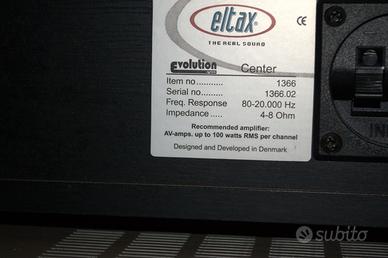 eltax
THE REAL SOUND
CE
Evolution Center
Item no........... 1366
Serial no.......... 1366.02
Freq. Response 80-20.000 Hz
Impedance ..... 4-8 Ohm
Recommended amplifier:
AV-amps. up to 100 watts RMS per channel
Designed and Developed in Denmark
subito